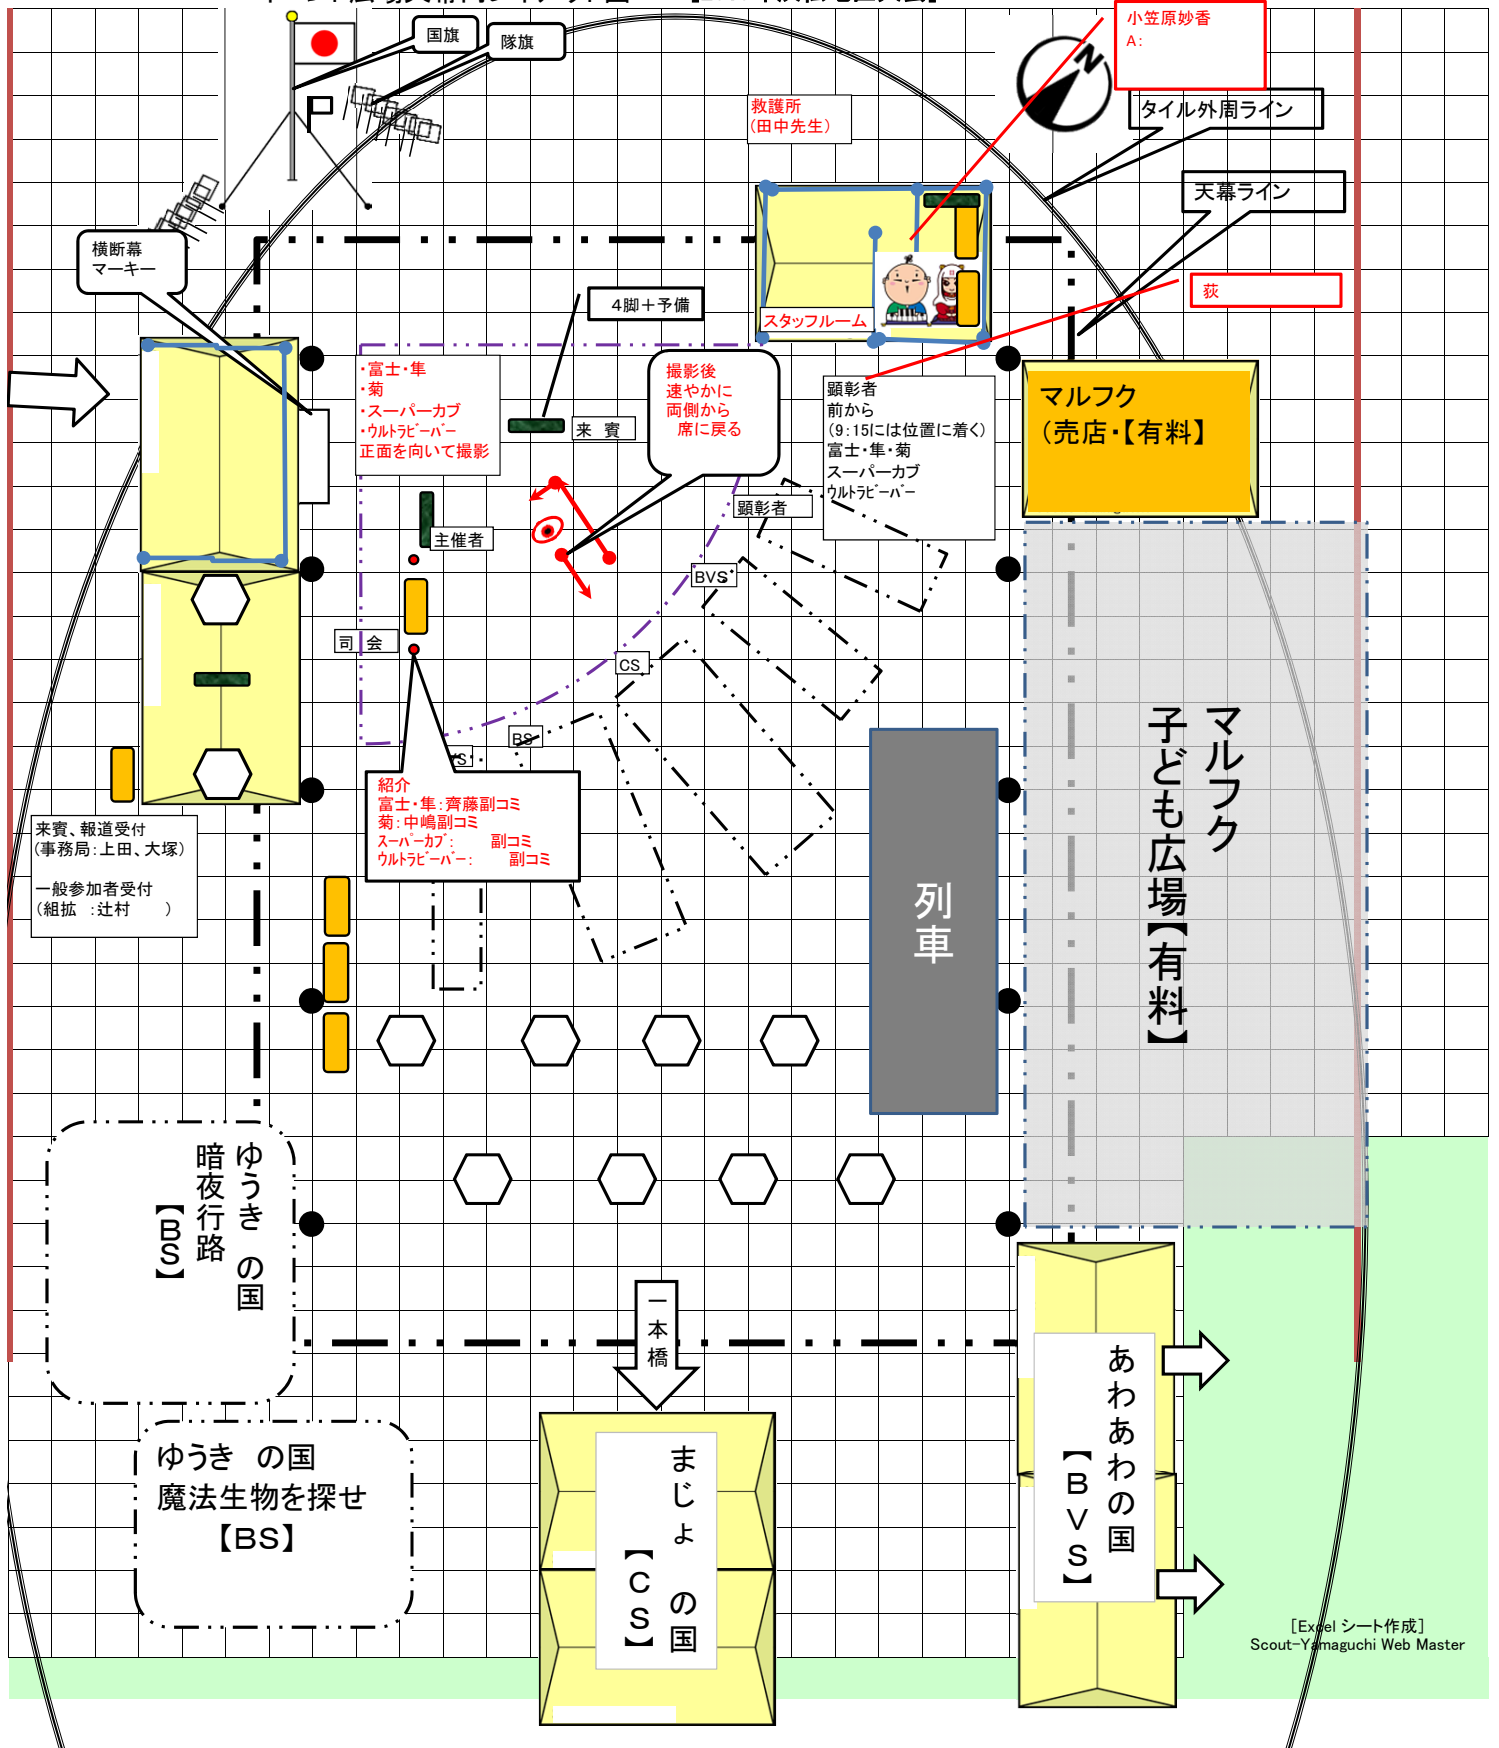 国旗
隊旗
小笠原妙香
A:
N
タイル外周ライン
救護所
(田中先生)
天幕ライン
横断幕
マーキー
4脚＋予備
荻
スタッフルーム
・富士・隼
・菊
・スーパーカブ
・ウルトラビーバー
正面を向いて撮影
来　賓
撮影後
速やかに
両側から
席に戻る
顕彰者
前から
(9:15には位置に着く)
富士・隼・菊
スーパーカブ
ウルトラビーバー
マルフク
(売店・【有料】
顕彰者
主催者
BVS
司　会
CS
BS
紹介
富士・隼：齊藤副コミ
菊：中嶋副コミ
スーパーカブ：　　副コミ
ウルトラビーバー：　　副コミ
来賓、報道受付
(事務局：上田、大塚)
一般参加者受付
(組拡　：辻村　　)
マルフク
子ども広場【有料】
列車
ゆうき　の国
暗夜行路
【BS】
一本橋
ゆうき　の国
魔法生物を探せ
【BS】
まじょ　の国
【CS】
あわあわの国
【BVS】
[Excel シート作成]
Scout-Yamaguchi Web Master